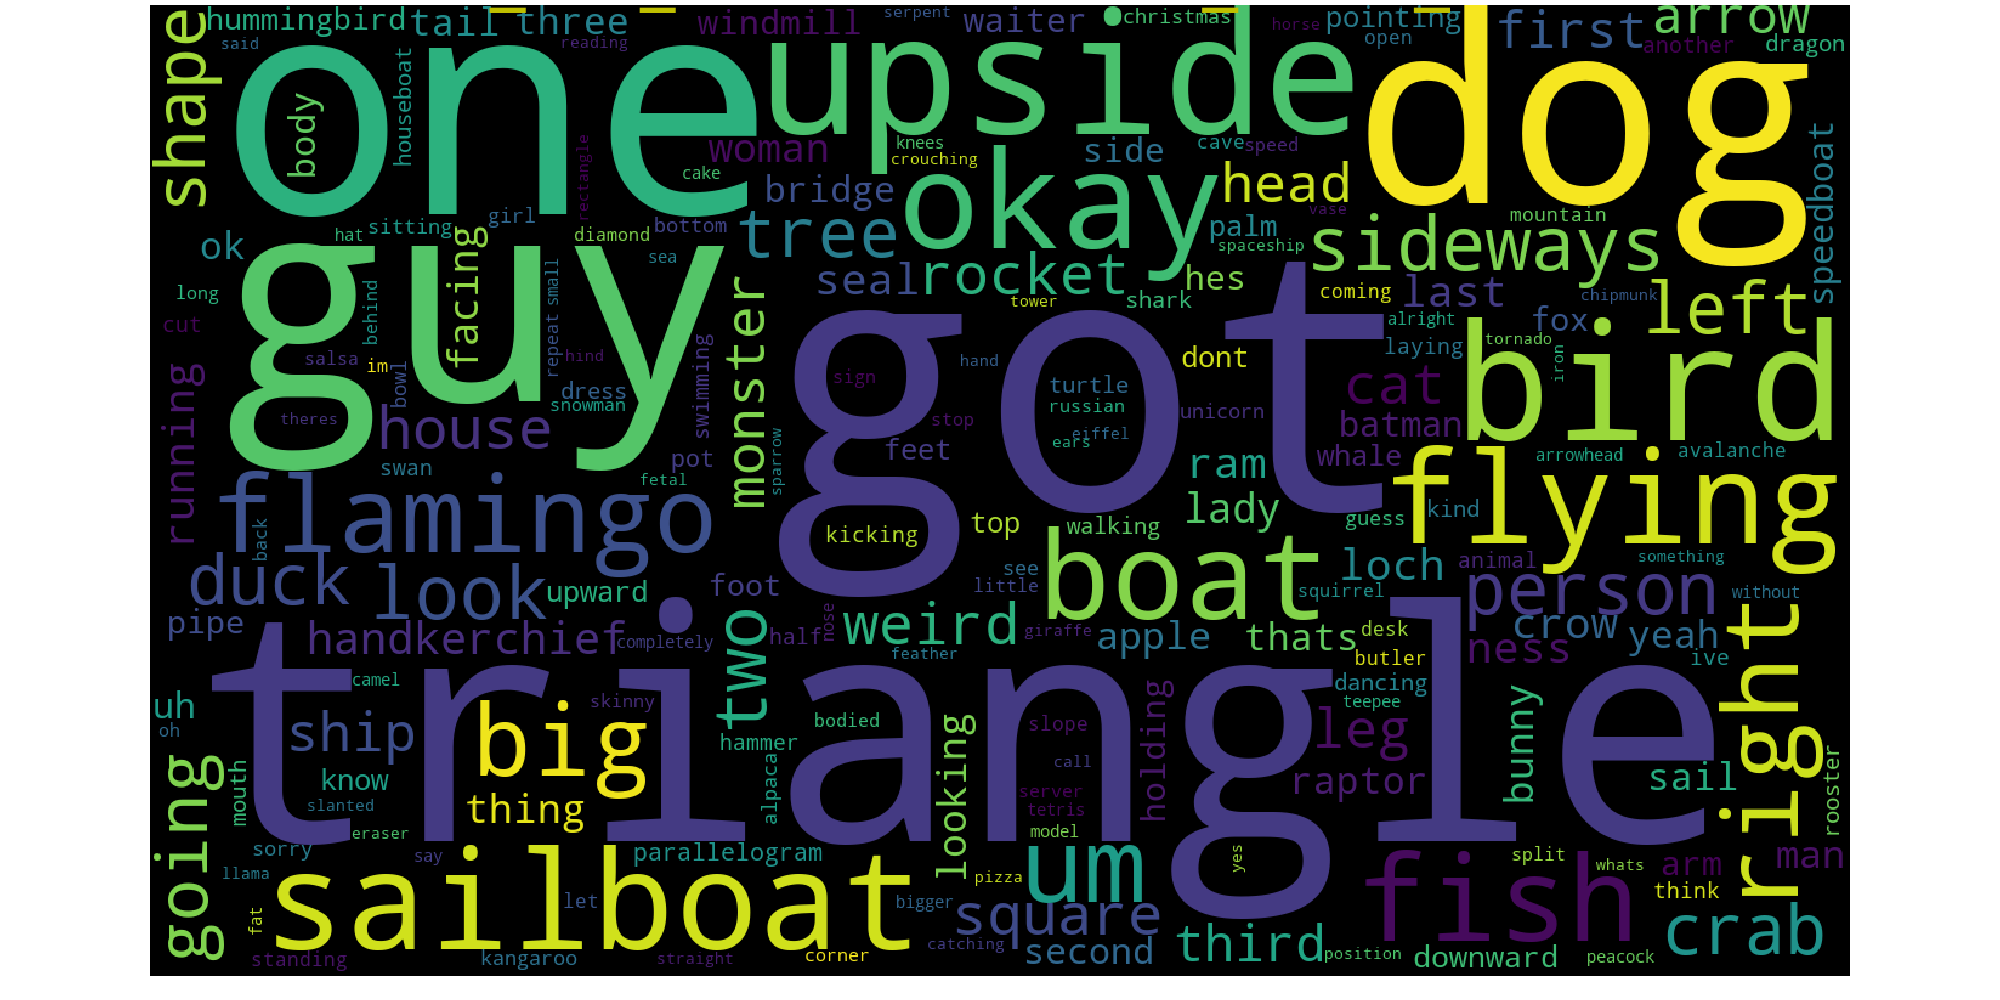 hummingbird
tail
three
windmill
serpent
waiter
christmas
horse
pointing
first
arrow
said
reading
open
another
dragon
shape
one
upside
dog
body
houseboat
rectangle
woman
cake
knees
crouching
side
cave
speed
head
speedboat
bridge
okay
vase
mountain
ok
sitting
hat
girl
diamond
bottom
tree
palm
spaceship
sideways
guy
facing
sea
seal
rocket
hes
long
behind
small
monster
tower
shark
coming
last
chipmunk
left
cut
salsa
im
bowl
repeat
hind
swimming
got
sign
hand
dont
alright
laying
fox
tornado
iron
bird
running
theres
house
dress
snowman
turtle
russian
stop
eiffel
ears
unicorn
cat
batman
whale
swan
pot
sparrow
feet
ram
arrowhead
avalanche
flamingo
fetal
back
kicking
top
walking
lady
guess
kind
flying
duck
look
upward
foot
see
little
boat
squirrel
loch
animal
something
person
without
pipe
handkerchief
completely
two
half
nose
weird
feather
giraffe
apple
thats
desk
butler
ness
crow
yeah
ive
right
triangle
camel
uh
oh
ship
big
skinny
bodied
hammer
alpaca
looking
slope
call
holding
dancing
teepee
leg
raptor
bunny
sail
rooster
going
mouth
know
slanted
thing
eraser
server
tetris
model
sorry
say
parallelogram
um
yes
split
whats
arm
man
llama
fat
sailboat
let
pizza
bigger
square
fish
think
crab
standing
kangaroo
straight
corner
catching
second
third
position
downward
peacock